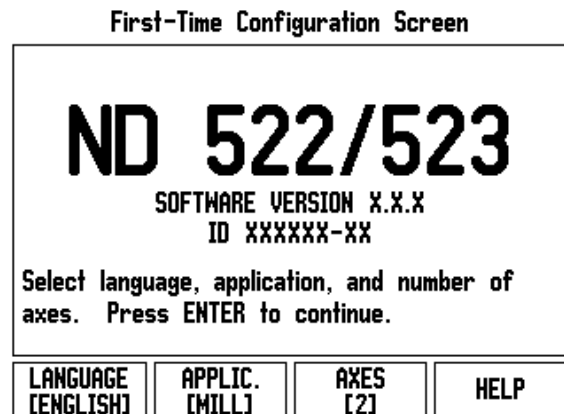 First-Time Configuration Screen
ND 522/523
SOFTWARE VERSION X.X.X
ID XXXXXX-XX
Select language, application, and number of
axes. Press ENTER to continue.
LANGUAGE APPLIC. AXES HELP
[ENGLISH] [MILL] [2]